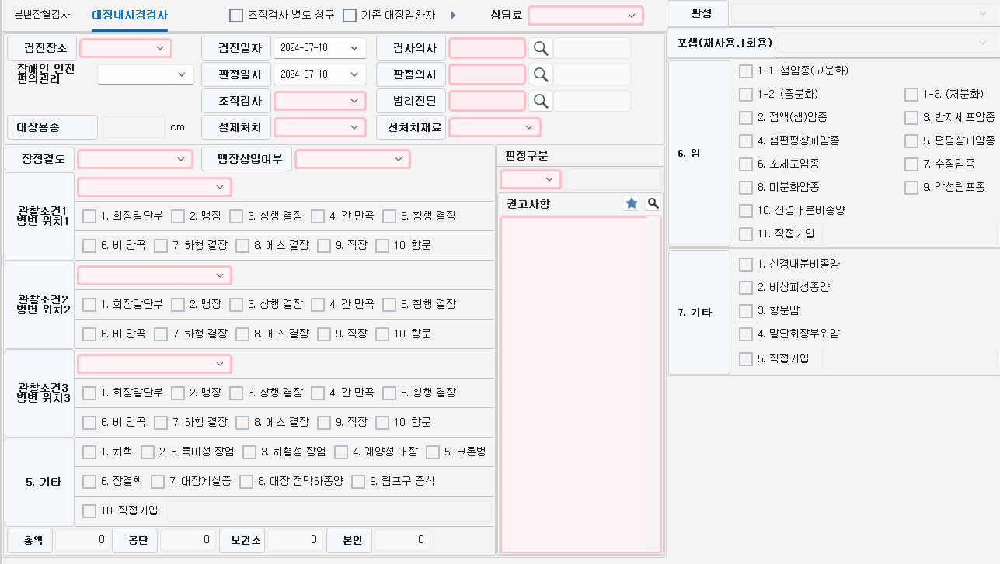 분변잠혈검사 대장내시경검사 조직검사 별도 청구 기존 대장암환자 상담료
검진장소 검진일자 2024-07-10 검사의사
장애인 안전
편의관리
판정일자 2024-07-10 판정의사
조직검사 병리진단
대장용종 cm 절제처치 전처치재료
장정결도 맹장삽입여부
관찰소견1
병변 위치1
1. 회장말단부 2. 맹장 3. 상행 결장 4. 간 만곡 5. 횡행 결장
6. 비 만곡 7. 하행 결장 8. 에스 결장 9. 직장 10. 항문
관찰소견2
병변 위치2
1. 회장말단부 2. 맹장 3. 상행 결장 4. 간 만곡 5. 횡행 결장
6. 비 만곡 7. 하행 결장 8. 에스 결장 9. 직장 10. 항문
관찰소견3
병변 위치3
1. 회장말단부 2. 맹장 3. 상행 결장 4. 간 만곡 5. 횡행 결장
6. 비 만곡 7. 하행 결장 8. 에스 결장 9. 직장 10. 항문
5. 기타
1. 치핵 2. 비특이성 장염 3. 허혈성 장염 4. 궤양성 대장 5. 크론병
6. 장결핵 7. 대장게실증 8. 대장 점막하종양 9. 림프구 증식
10. 직접기입
총액 0 공단 0 보건소 0 본인 0
판정구분
권고사항
판정
포셉(재사용,1회용)
6. 암
1-1. 샘암종(고분화)
1-2. (중분화) 1-3. (저분화)
2. 점액(샘)암종 3. 반지세포암종
4. 샘편평상피암종 5. 편평상피암종
6. 소세포암종 7. 수질암종
8. 미분화암종 9. 악성림프종
10. 신경내분비종양
11. 직접기입
7. 기타
1. 신경내분비종양
2. 비상피성종양
3. 항문암
4. 말단회장부위암
5. 직접기입